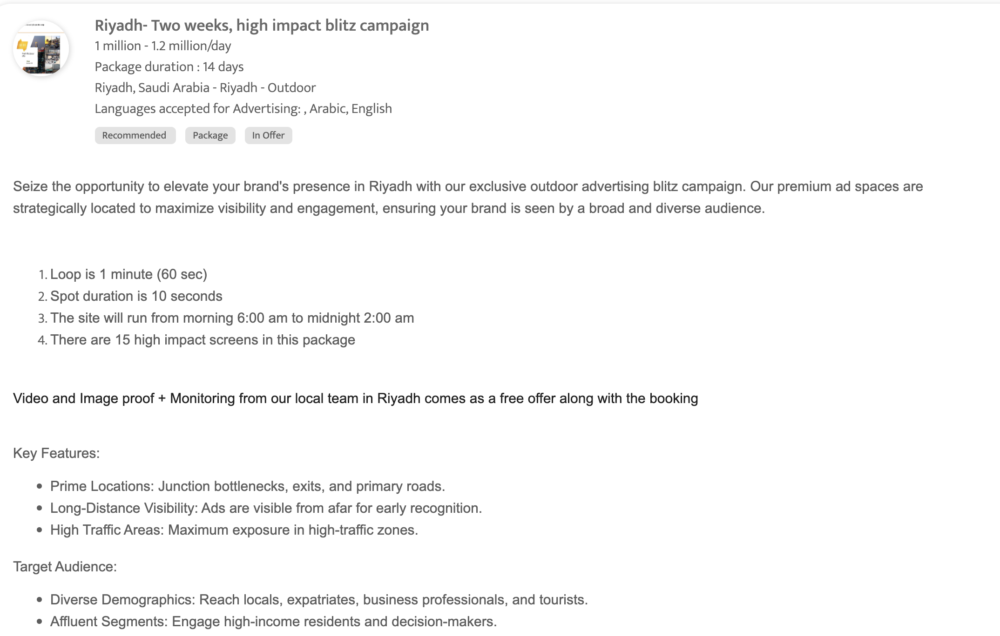 Riyadh- Two weeks, high impact blitz campaign
1 million - 1.2 million/day
Package duration : 14 days
Riyadh, Saudi Arabia - Riyadh - Outdoor
Languages accepted for Advertising: , Arabic, English
Recommended Package In Offer
Seize the opportunity to elevate your brand's presence in Riyadh with our exclusive outdoor advertising blitz campaign. Our premium ad spaces are
strategically located to maximize visibility and engagement, ensuring your brand is seen by a broad and diverse audience.
1. Loop is 1 minute (60 sec)
2. Spot duration is 10 seconds
3. The site will run from morning 6:00 am to midnight 2:00 am
4. There are 15 high impact screens in this package
Video and Image proof + Monitoring from our local team in Riyadh comes as a free offer along with the booking
Key Features:
• Prime Locations: Junction bottlenecks, exits, and primary roads.
• Long-Distance Visibility: Ads are visible from afar for early recognition.
• High Traffic Areas: Maximum exposure in high-traffic zones.
Target Audience:
• Diverse Demographics: Reach locals, expatriates, business professionals, and tourists.
• Affluent Segments: Engage high-income residents and decision-makers.